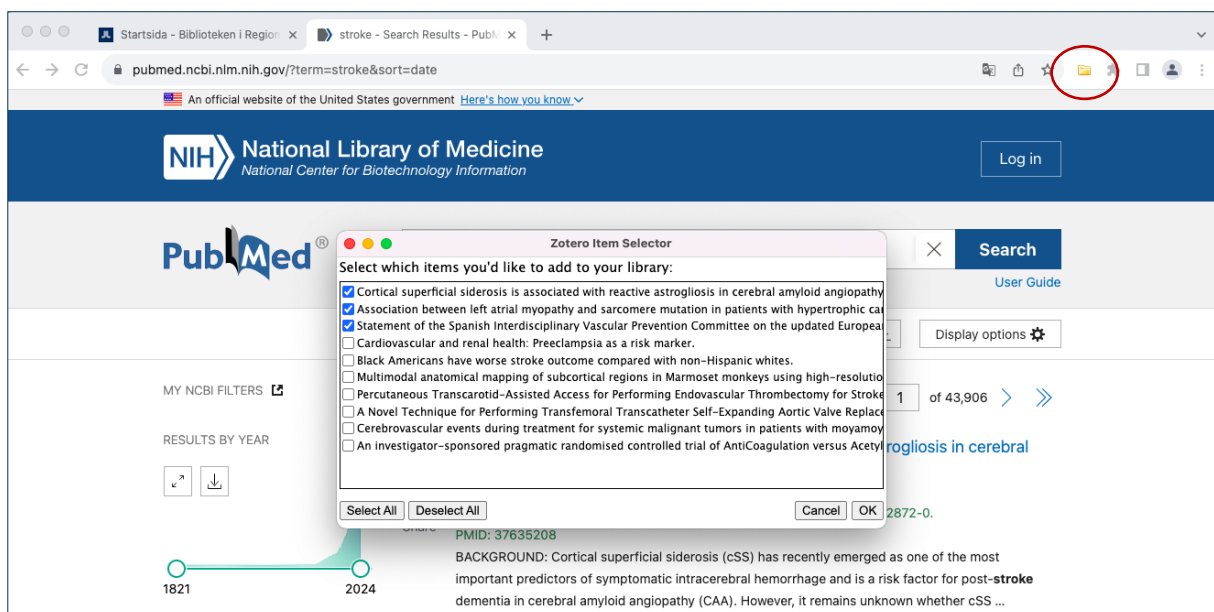 Startsida - Biblioteken i Region
stroke - Search Results - PubM
pubmed.ncbi.nlm.nih.gov/?term=stroke&sort=date
An official website of the United States government Here's how you know
NIH National Library of Medicine
National Center for Biotechnology Information
Log in
PubMed®
Search
User Guide
Zotero Item Selector
Select which items you'd like to add to your library:
Cortical superficial siderosis is associated with reactive astrogliosis in cerebral amyloid angiopathy
Association between left atrial myopathy and sarcomere mutation in patients with hypertrophic car
Statement of the Spanish Interdisciplinary Vascular Prevention Committee on the updated Europea
Cardiovascular and renal health: Preeclampsia as a risk marker.
Black Americans have worse stroke outcome compared with non-Hispanic whites.
Multimodal anatomical mapping of subcortical regions in Marmoset monkeys using high-resolutio
Percutaneous Transcarotid-Assisted Access for Performing Endovascular Thrombectomy for Stroke
A Novel Technique for Performing Transfemoral Transcatheter Self-Expanding Aortic Valve Replace
Cerebrovascular events during treatment for systemic malignant tumors in patients with moyamoy
An investigator-sponsored pragmatic randomised controlled trial of AntiCoagulation versus Acetyl
Select All Deselect All Cancel OK
Display options
MY NCBI FILTERS
1 of 43,906
RESULTS BY YEAR
rogliosis in cerebral
2872-0.
Share
PMID: 37635208
BACKGROUND: Cortical superficial siderosis (cSS) has recently emerged as one of the most
important predictors of symptomatic intracerebral hemorrhage and is a risk factor for post-stroke
dementia in cerebral amyloid angiopathy (CAA). However, it remains unknown whether cSS ...
1821 2024